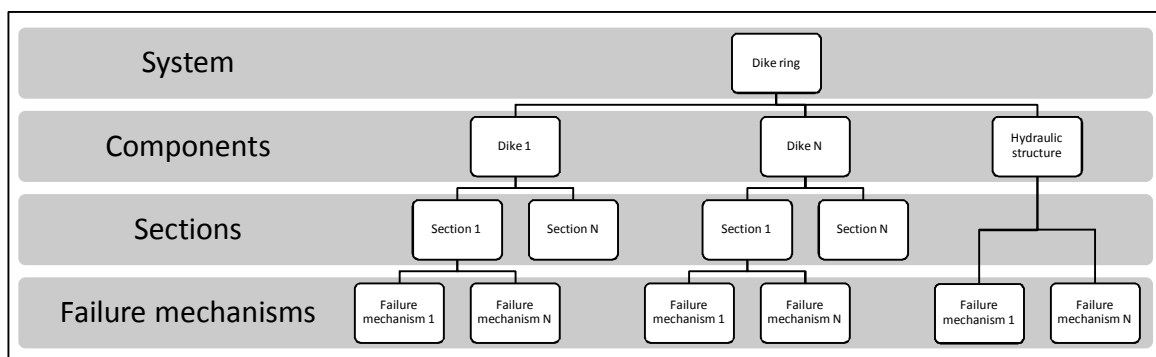 System
Dike ring
Components
Dike 1
Dike N
Hydraulic
structure
Sections
Section 1
Section N
Section 1
Section N
Failure mechanisms
Failure
mechanism 1
Failure
mechanism N
Failure
mechanism 1
Failure
mechanism N
Failure
mechanism 1
Failure
mechanism N